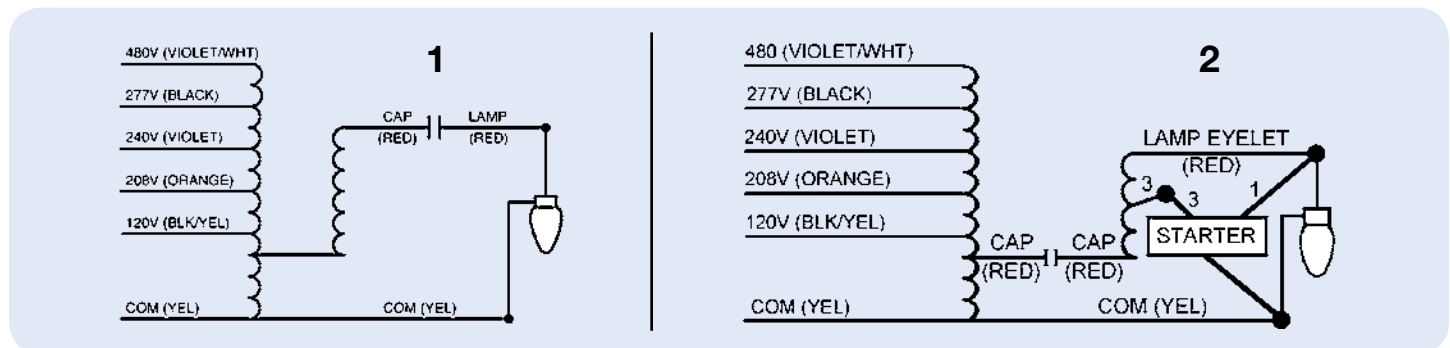 1
480V (VIOLET/WHT)
277V (BLACK)
240V (VIOLET)
208V (ORANGE)
120V (BLK/YEL)
COM (YEL)
CAP
(RED)
LAMP
(RED)
COM (YEL)
2
480 (VIOLET/WHT)
277V (BLACK)
240V (VIOLET)
208V (ORANGE)
120V (BLK/YEL)
COM (YEL)
CAP
(RED)
CAP
(RED)
LAMP EYELET
(RED)
3
3
1
STARTER
COM (YEL)